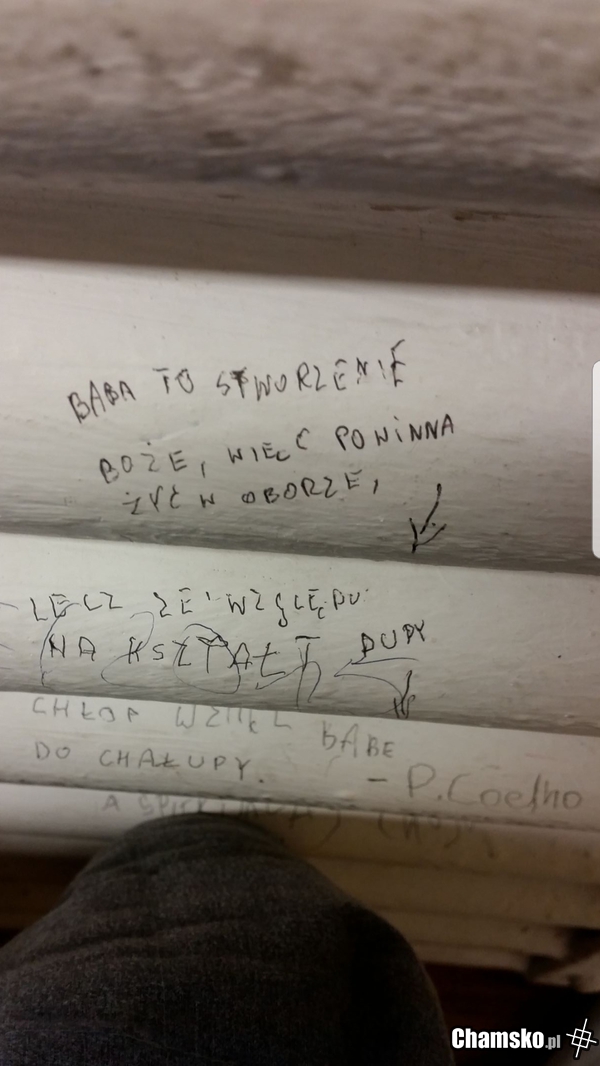 BABA TO STWORZENIE
BOŻE, WIĘC POWINNA
ŻYĆ W OBORZE,
LECZ ZE WZGLĘDU
NA KSZTAŁT DUPY
CHŁOP WZIĄŁ BABE
DO CHAŁUPY.
- P.Coelho
A
Chamsko.pl